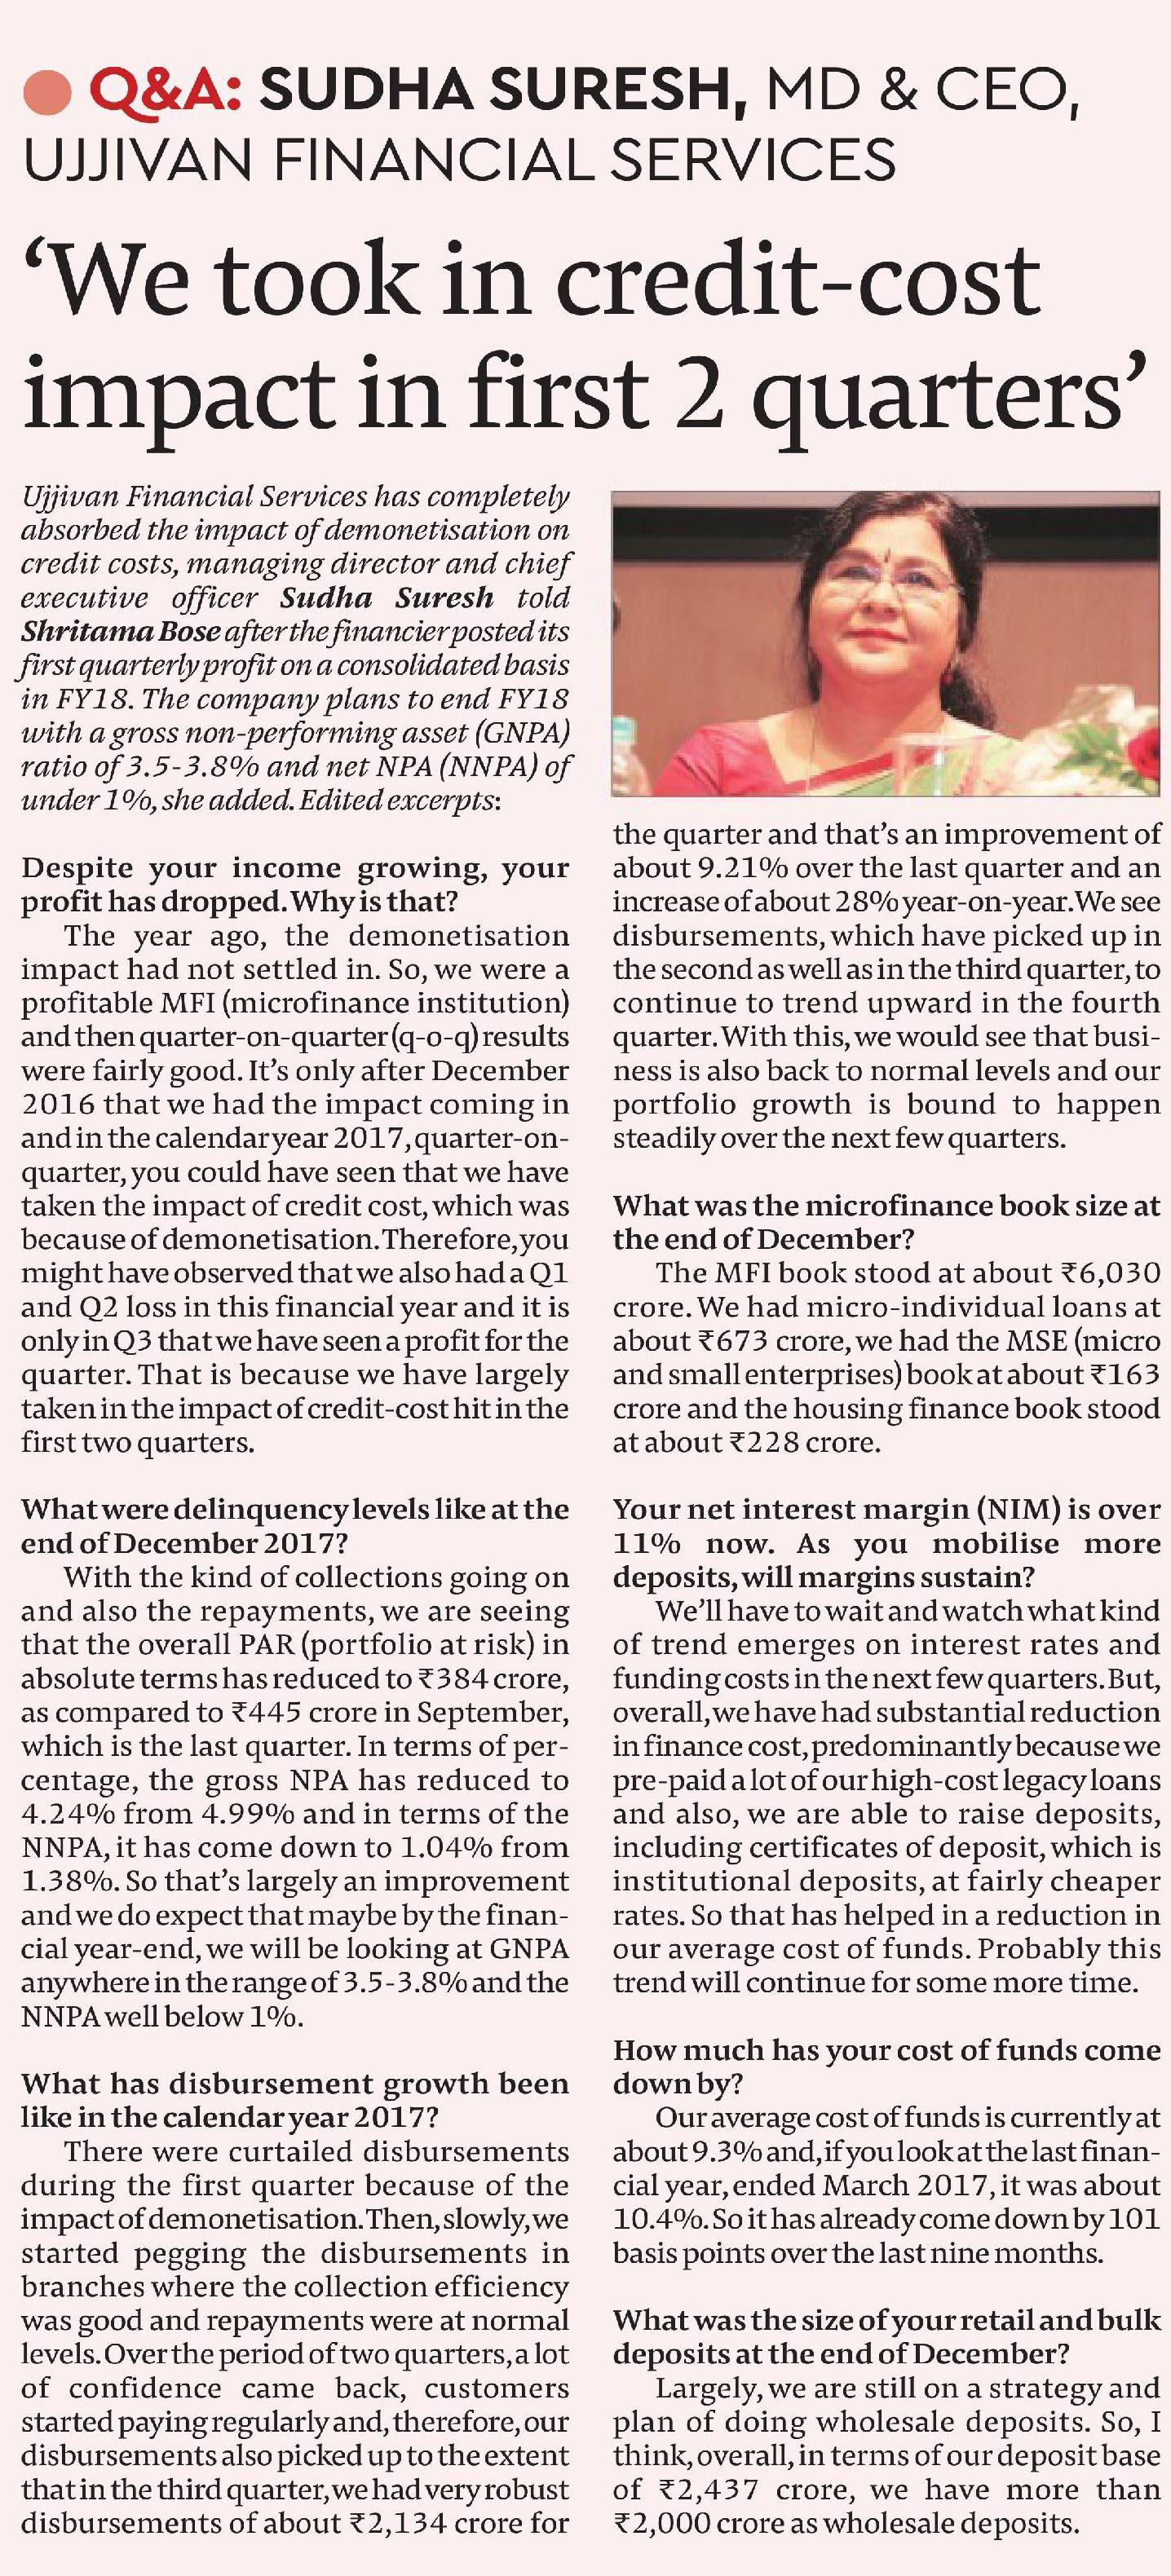 Q&A: SUDHA SURESH, MD & CEO,
UJJIVAN FINANCIAL SERVICES
‘We took in credit-cost
impact in first 2 quarters’
Ujjivan Financial Services has completely
absorbed the impact of demonetisation on
credit costs, managing director and chief
executive officer Sudha Suresh told
Shritama Bose after the financier posted its
first quarterly profit on a consolidated basis
in FY18. The company plans to end FY18
with a gross non-performing asset (GNPA)
ratio of 3.5-3.8% and net NPA (NNPA) of
under 1%, she added. Edited excerpts:
Despite your income growing, your
profit has dropped. Why is that?
The year ago, the demonetisation
impact had not settled in. So, we were a
profitable MFI (microfinance institution)
and then quarter-on-quarter (q-o-q) results
were fairly good. It’s only after December
2016 that we had the impact coming in
and in the calendar year 2017, quarter-on-
quarter, you could have seen that we have
taken the impact of credit cost, which was
because of demonetisation. Therefore, you
might have observed that we also had a Q1
and Q2 loss in this financial year and it is
only in Q3 that we have seen a profit for the
quarter. That is because we have largely
taken in the impact of credit-cost hit in the
first two quarters.
What were delinquency levels like at the
end of December 2017?
With the kind of collections going on
and also the repayments, we are seeing
that the overall PAR (portfolio at risk) in
absolute terms has reduced to ₹384 crore,
as compared to ₹445 crore in September,
which is the last quarter. In terms of per-
centage, the gross NPA has reduced to
4.24% from 4.99% and in terms of the
NNPA, it has come down to 1.04% from
1.38%. So that’s largely an improvement
and we do expect that maybe by the finan-
cial year-end, we will be looking at GNPA
anywhere in the range of 3.5-3.8% and the
NNPA well below 1%.
What has disbursement growth been
like in the calendar year 2017?
There were curtailed disbursements
during the first quarter because of the
impact of demonetisation. Then, slowly, we
started pegging the disbursements in
branches where the collection efficiency
was good and repayments were at normal
levels. Over the period of two quarters, a lot
of confidence came back, customers
started paying regularly and, therefore, our
disbursements also picked up to the extent
that in the third quarter, we had very robust
disbursements of about ₹2,134 crore for
the quarter and that’s an improvement of
about 9.21% over the last quarter and an
increase of about 28% year-on-year. We see
disbursements, which have picked up in
the second as well as in the third quarter, to
continue to trend upward in the fourth
quarter. With this, we would see that busi-
ness is also back to normal levels and our
portfolio growth is bound to happen
steadily over the next few quarters.
What was the microfinance book size at
the end of December?
The MFI book stood at about ₹6,030
crore. We had micro-individual loans at
about ₹673 crore, we had the MSE (micro
and small enterprises) book at about ₹163
crore and the housing finance book stood
at about ₹228 crore.
Your net interest margin (NIM) is over
11% now. As you mobilise more
deposits, will margins sustain?
We’ll have to wait and watch what kind
of trend emerges on interest rates and
funding costs in the next few quarters. But,
overall, we have had substantial reduction
in finance cost, predominantly because we
pre-paid a lot of our high-cost legacy loans
and also, we are able to raise deposits,
including certificates of deposit, which is
institutional deposits, at fairly cheaper
rates. So that has helped in a reduction in
our average cost of funds. Probably this
trend will continue for some more time.
How much has your cost of funds come
down by?
Our average cost of funds is currently at
about 9.3% and, if you look at the last finan-
cial year, ended March 2017, it was about
10.4%. So it has already come down by 101
basis points over the last nine months.
What was the size of your retail and bulk
deposits at the end of December?
Largely, we are still on a strategy and
plan of doing wholesale deposits. So, I
think, overall, in terms of our deposit base
of ₹2,437 crore, we have more than
₹2,000 crore as wholesale deposits.